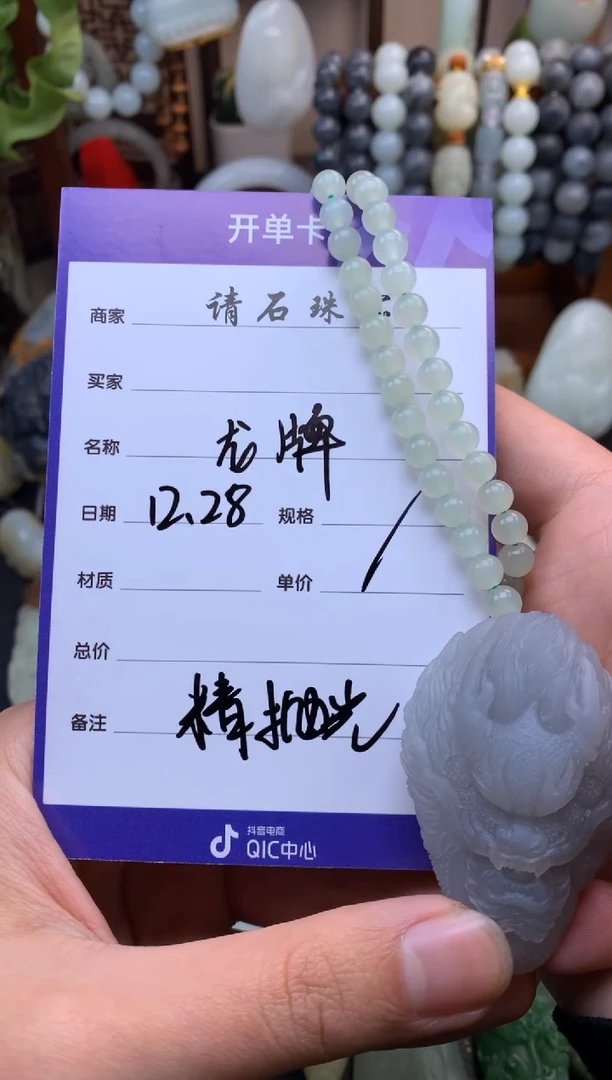 开单卡
商家 请石珠
买家
名称 龙牌
日期 12.28 规格 /
材质 单价
总价
备注 精抛光
抖音电商
QIC中心